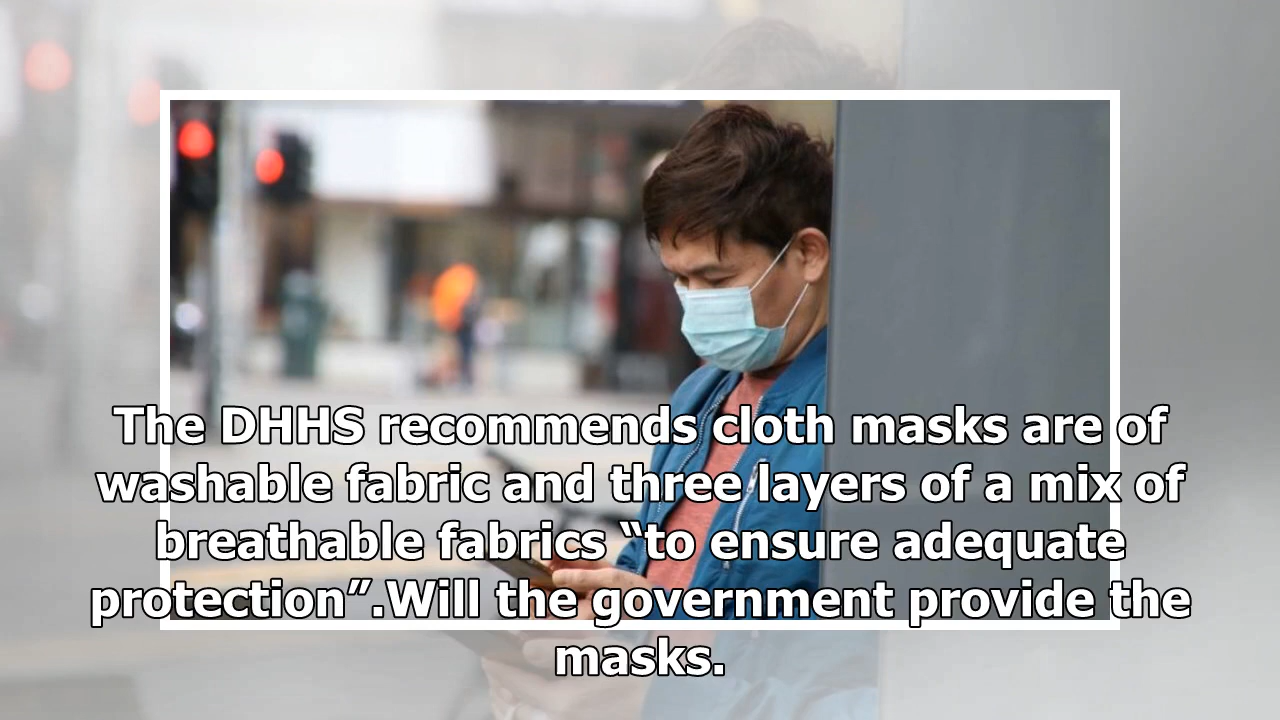 The DHHS recommends cloth masks are of
washable fabric and three layers of a mix of
breathable fabrics “to ensure adequate
protection”.Will the government provide the
masks.